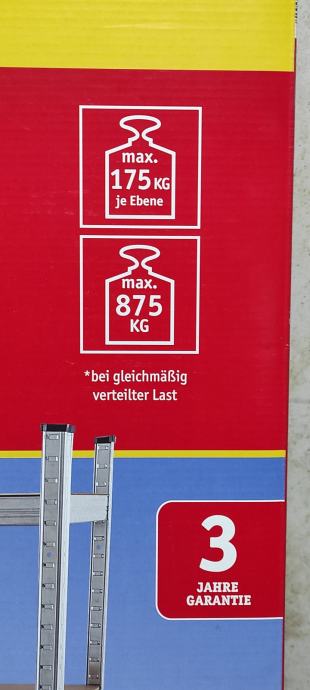 max.
175 KG
je Ebene
max.
875
KG
*bei gleichmäßig
verteilter Last
3
JAHRE
GARANTIE